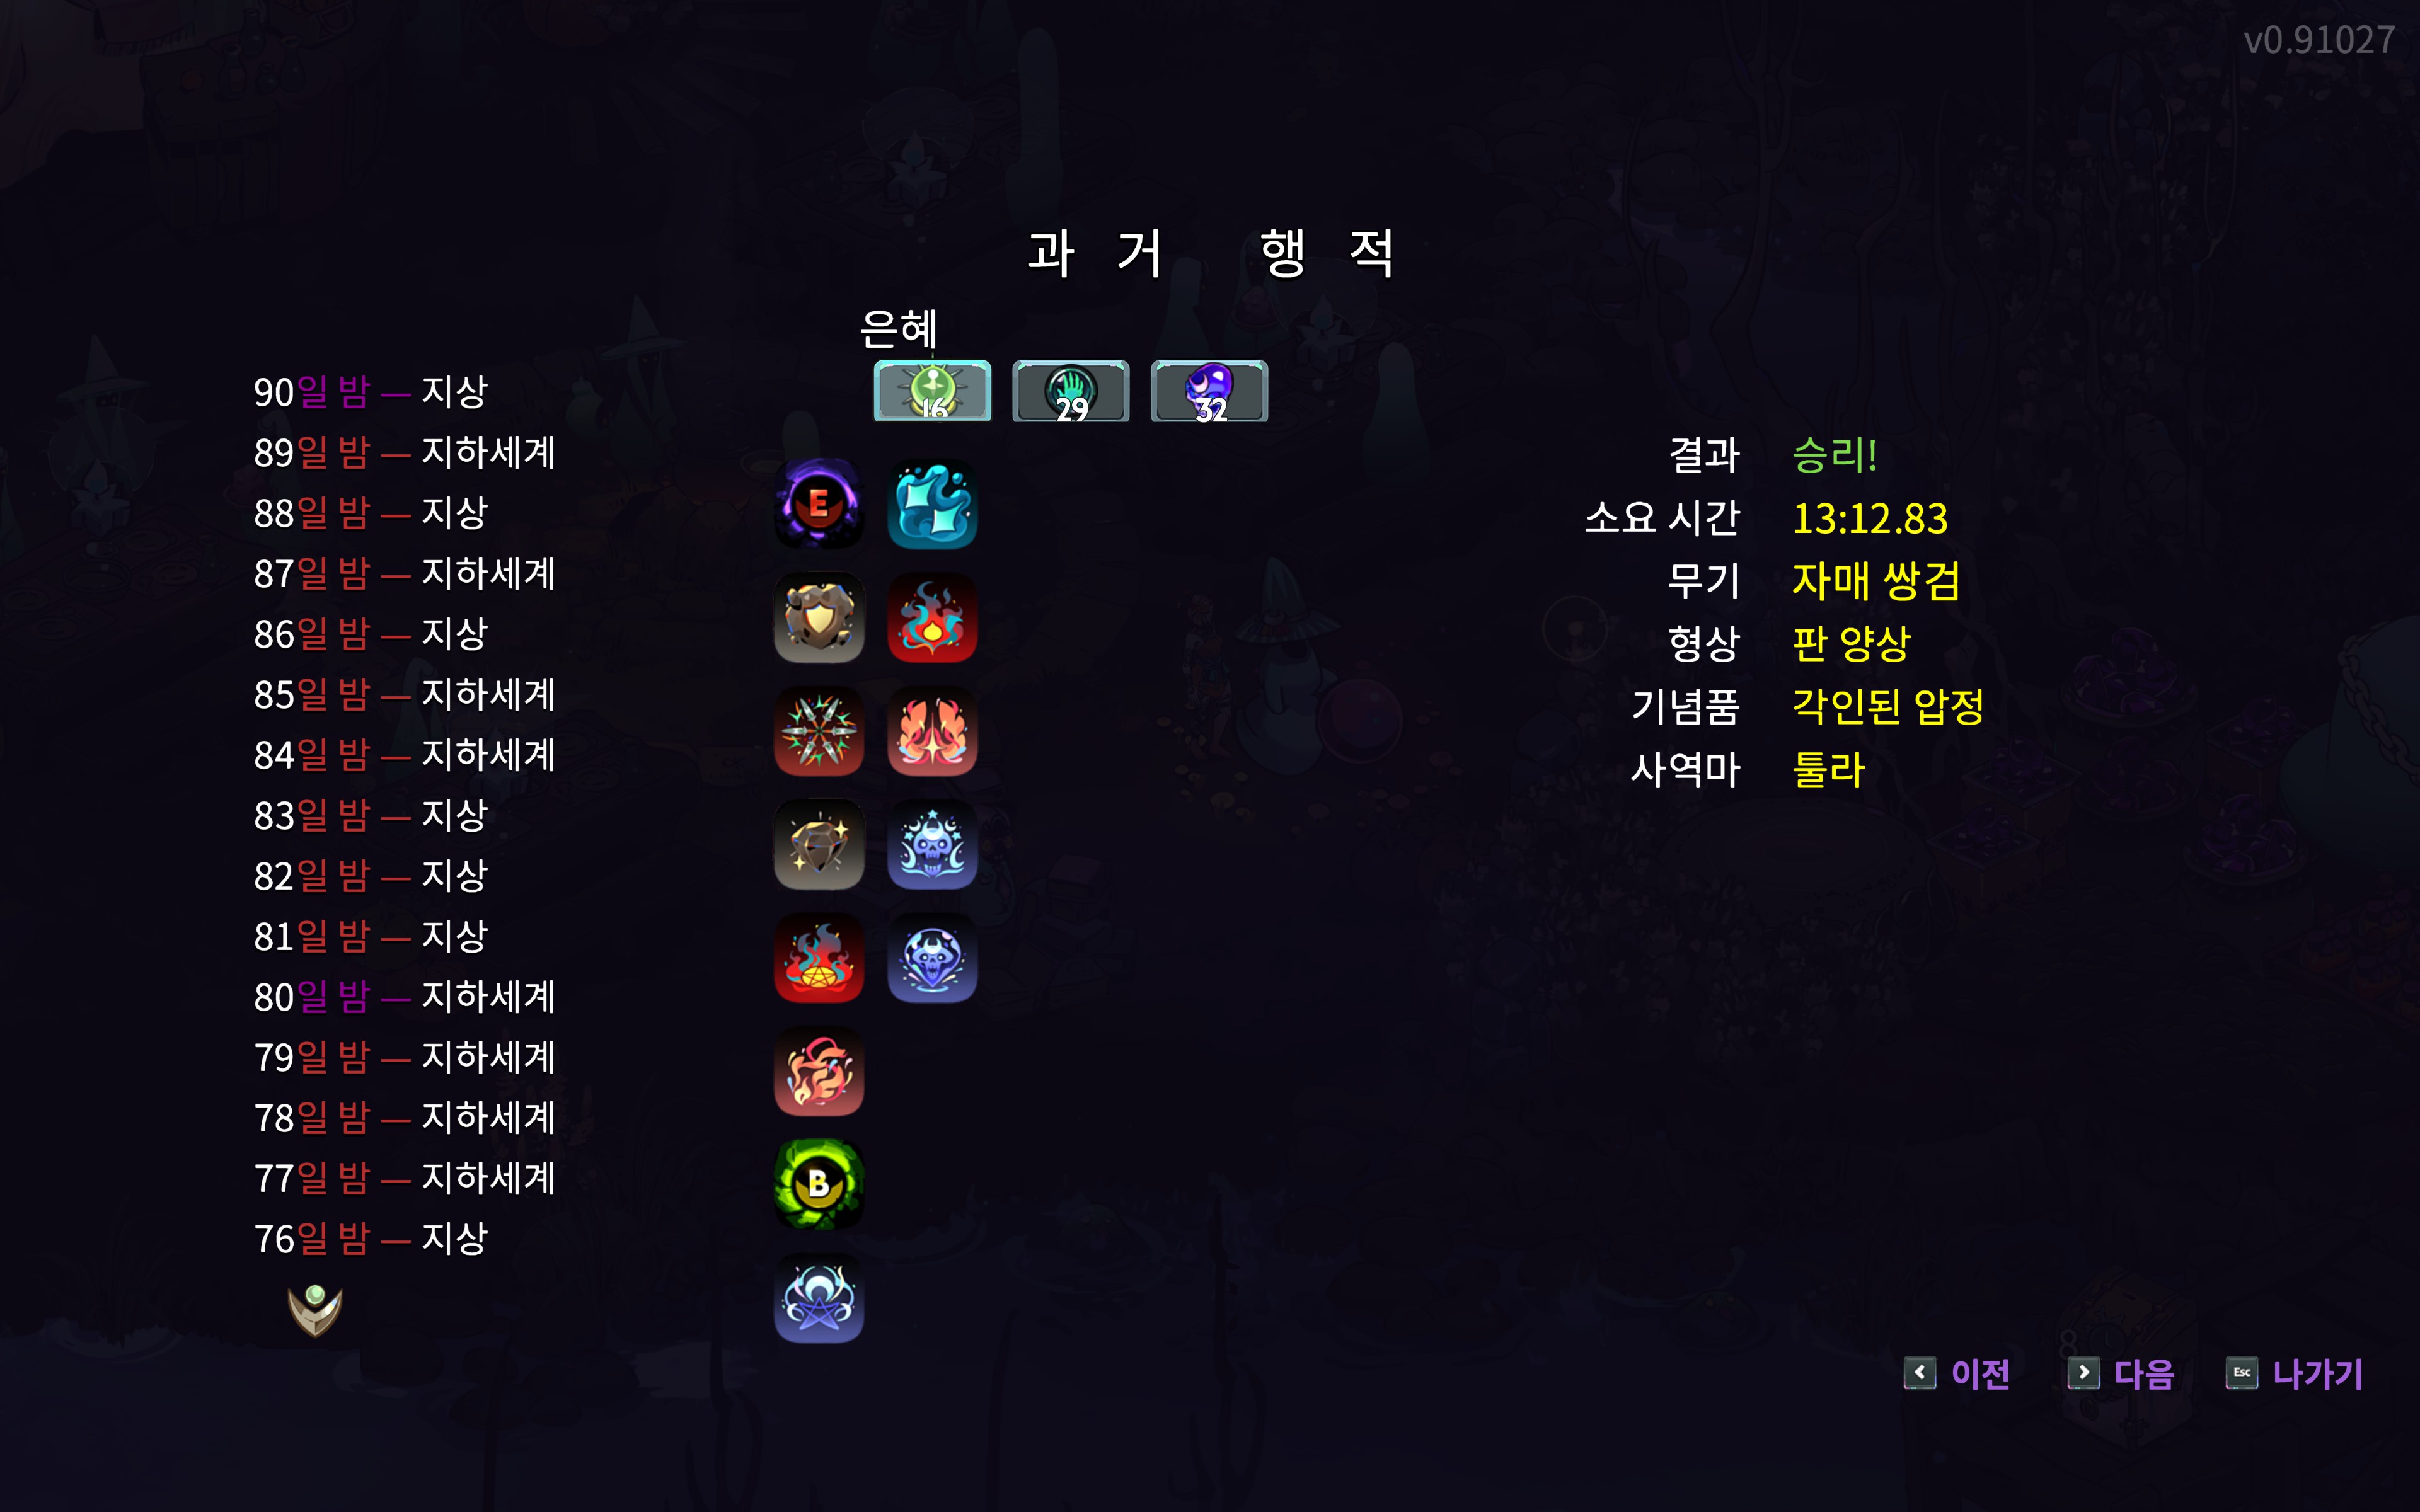 v0.91027
과거 행적
은혜
16 29 32
90일 밤 — 지상
89일 밤 — 지하세계
88일 밤 — 지상
87일 밤 — 지하세계
86일 밤 — 지상
85일 밤 — 지하세계
84일 밤 — 지하세계
83일 밤 — 지상
82일 밤 — 지상
81일 밤 — 지상
80일 밤 — 지하세계
79일 밤 — 지하세계
78일 밤 — 지하세계
77일 밤 — 지하세계
76일 밤 — 지상
E
B
결과 승리!
소요 시간 13:12.83
무기 자매 쌍검
형상 판 양상
기념품 각인된 압정
사역마 툴라
8
< 이전 > 다음 Esc 나가기